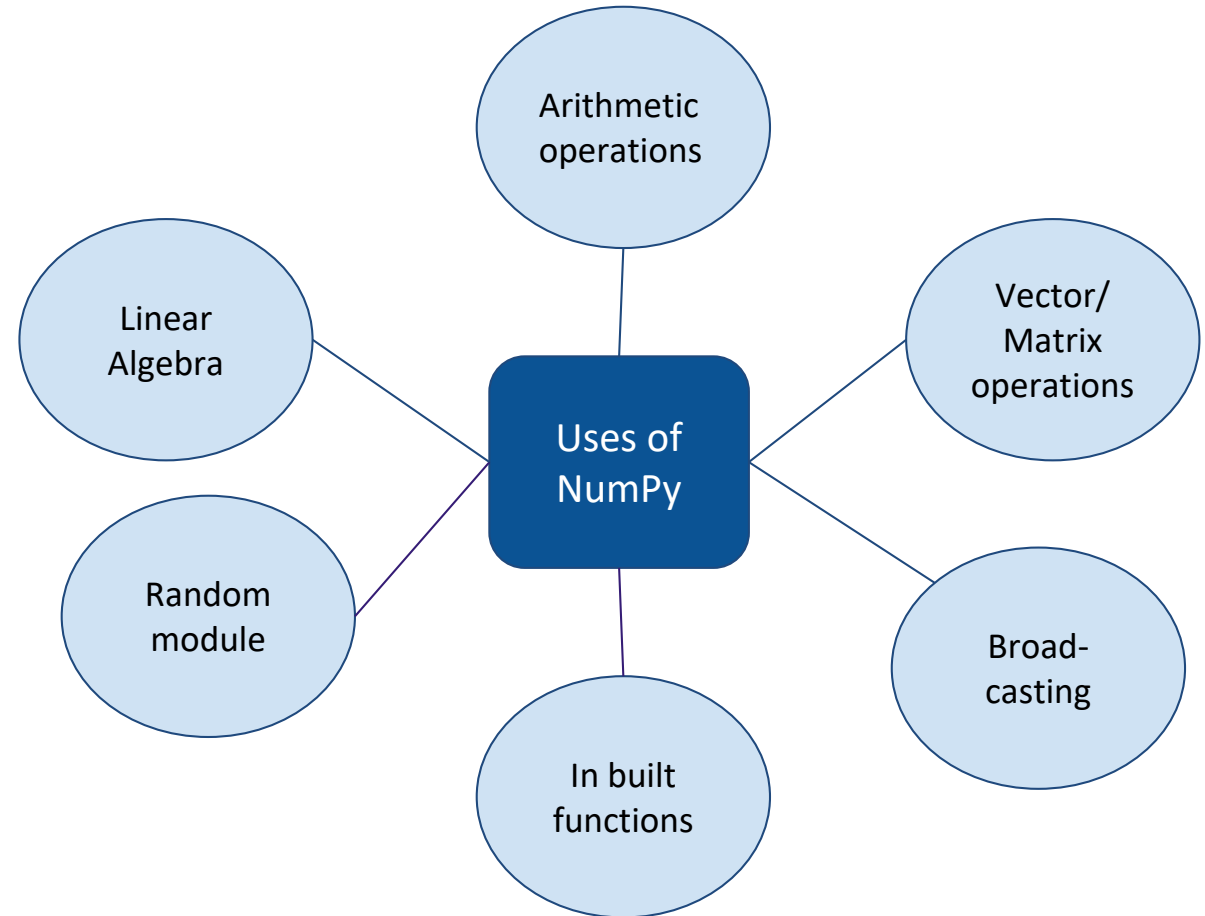 Arithmetic
operations
Linear
Algebra
Vector/
Matrix
operations
Uses of
NumPy
Random
module
Broad-
casting
In built
functions